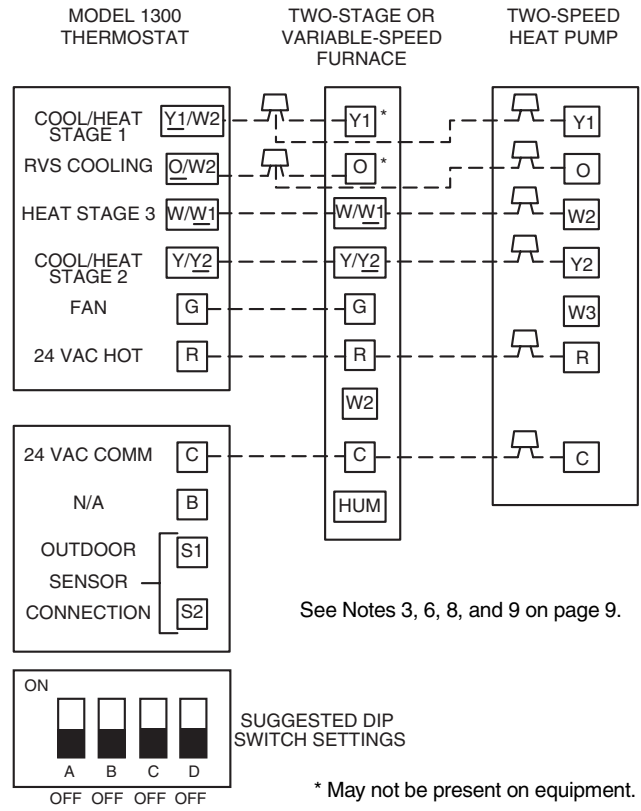 MODEL 1300
THERMOSTAT
TWO-STAGE OR
VARIABLE-SPEED
FURNACE
TWO-SPEED
HEAT PUMP
COOL/HEAT
STAGE 1
Y1/W2
Y1 *
Y1
RVS COOLING
O/W2
O *
O
HEAT STAGE 3
W/W1
W/W1
W2
COOL/HEAT
STAGE 2
Y/Y2
Y/Y2
Y2
FAN
G
G
W3
24 VAC HOT
R
R
R
W2
24 VAC COMM
C
C
C
N/A
B
HUM
OUTDOOR
SENSOR
CONNECTION
S1
S2
See Notes 3, 6, 8, and 9 on page 9.
ON
A B C D
OFF OFF OFF OFF
SUGGESTED DIP
SWITCH SETTINGS
* May not be present on equipment.